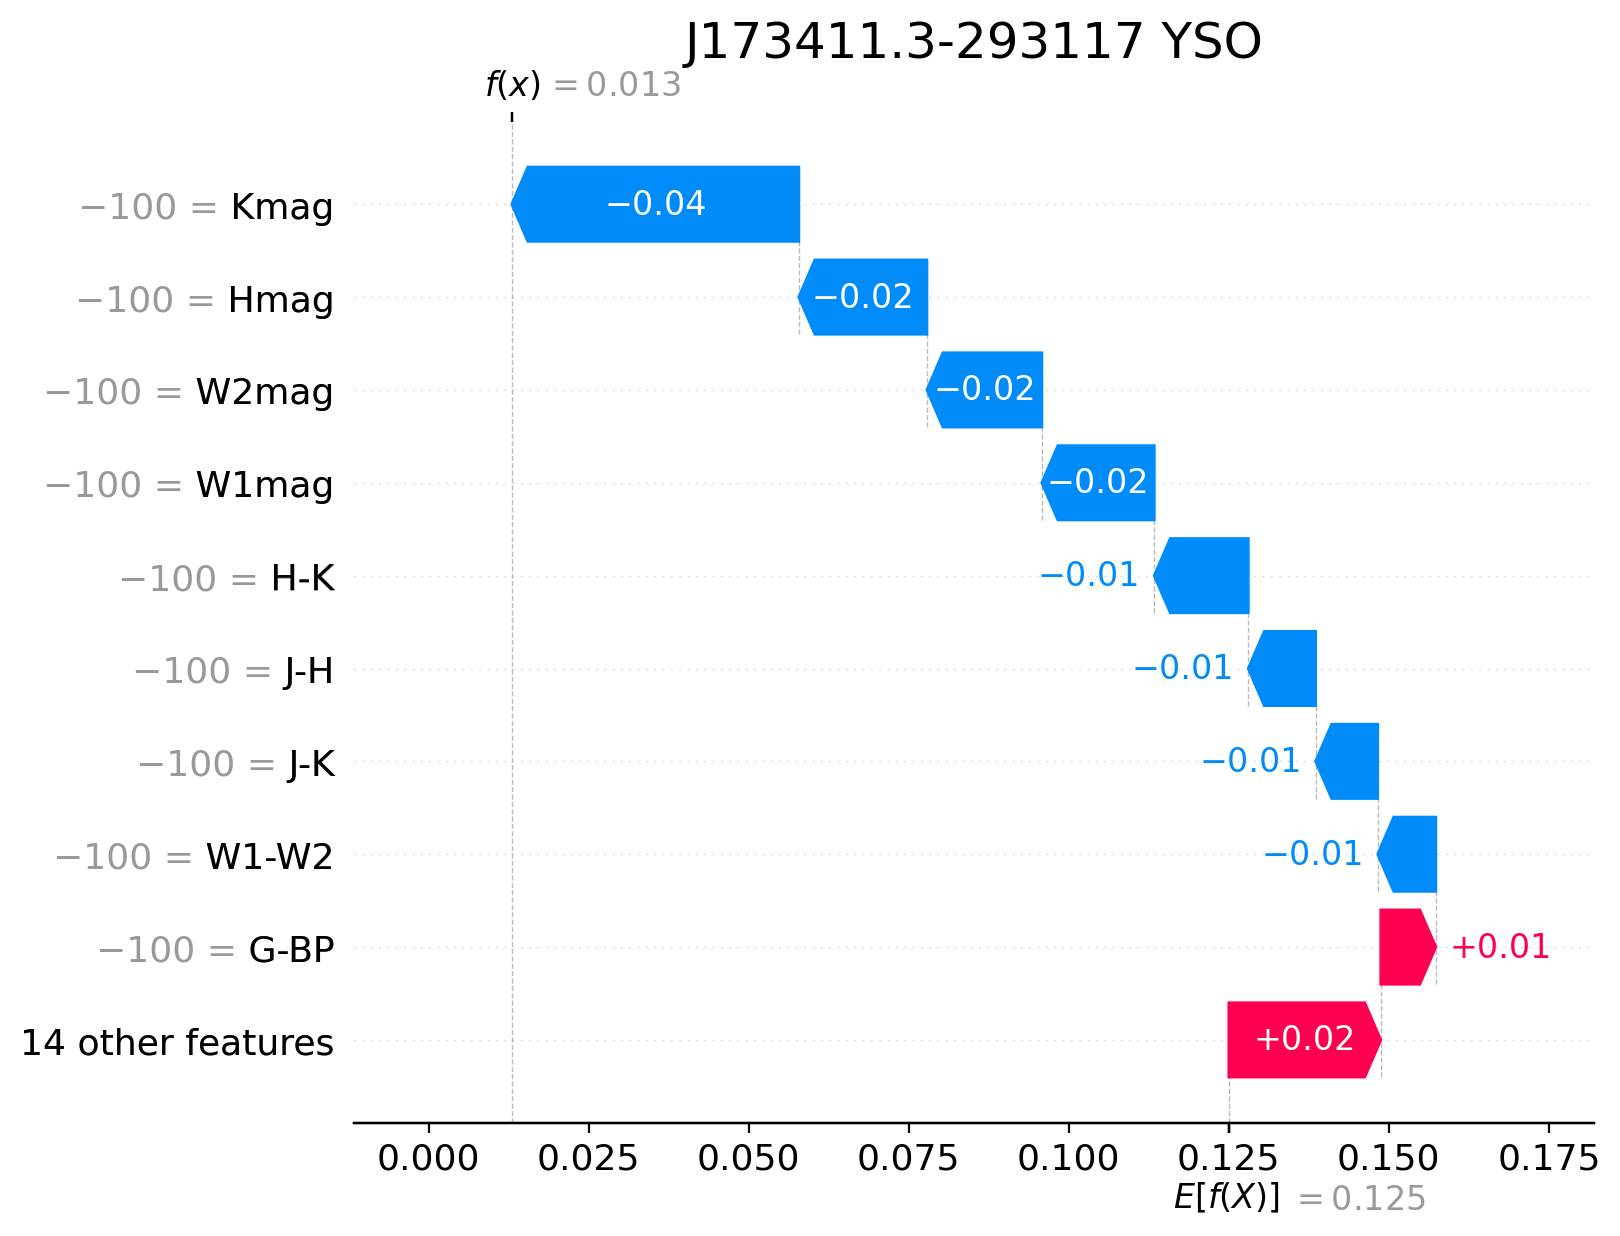 J173411.3-293117 YSO
f(x) = 0.013
−100 = Kmag
−0.04
−100 = Hmag
−0.02
−100 = W2mag
−0.02
−100 = W1mag
−0.02
−100 = H-K
−0.01
−100 = J-H
−0.01
−100 = J-K
−0.01
−100 = W1-W2
−0.01
−100 = G-BP
+0.01
14 other features
+0.02
0.000 0.025 0.050 0.075 0.100 0.125 0.150 0.175
E[f(X)] = 0.125